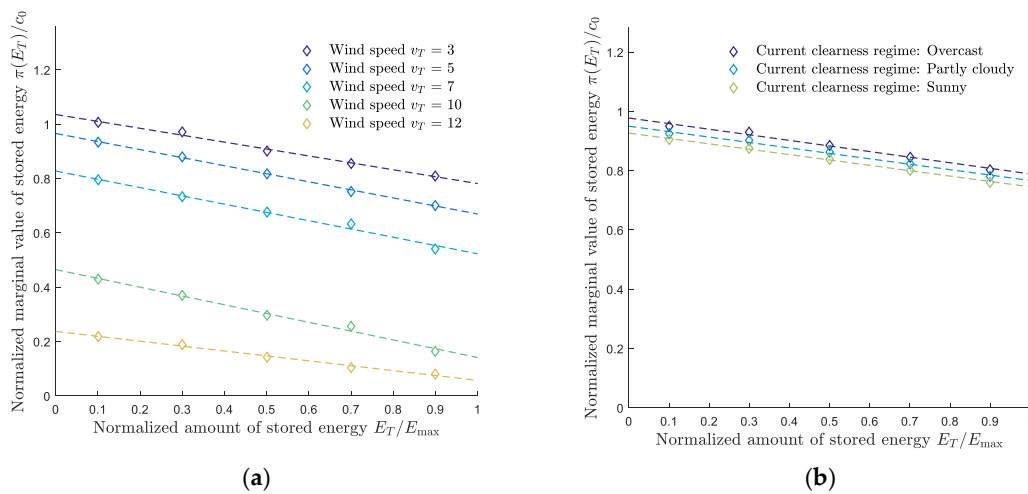 Normalized marginal value of stored energy π(E_T)/c_0
1.2
1
0.8
0.6
0.4
0.2
0
Wind speed v_T = 3
Wind speed v_T = 5
Wind speed v_T = 7
Wind speed v_T = 10
Wind speed v_T = 12
0 0.1 0.2 0.3 0.4 0.5 0.6 0.7 0.8 0.9 1
Normalized amount of stored energy E_T/E_max
(a)
Normalized marginal value of stored energy π(E_T)/c_0
1.2
1
0.8
0.6
0.4
0.2
0
Current clearness regime: Overcast
Current clearness regime: Partly cloudy
Current clearness regime: Sunny
0 0.1 0.2 0.3 0.4 0.5 0.6 0.7 0.8 0.9
Normalized amount of stored energy E_T/E_max
(b)